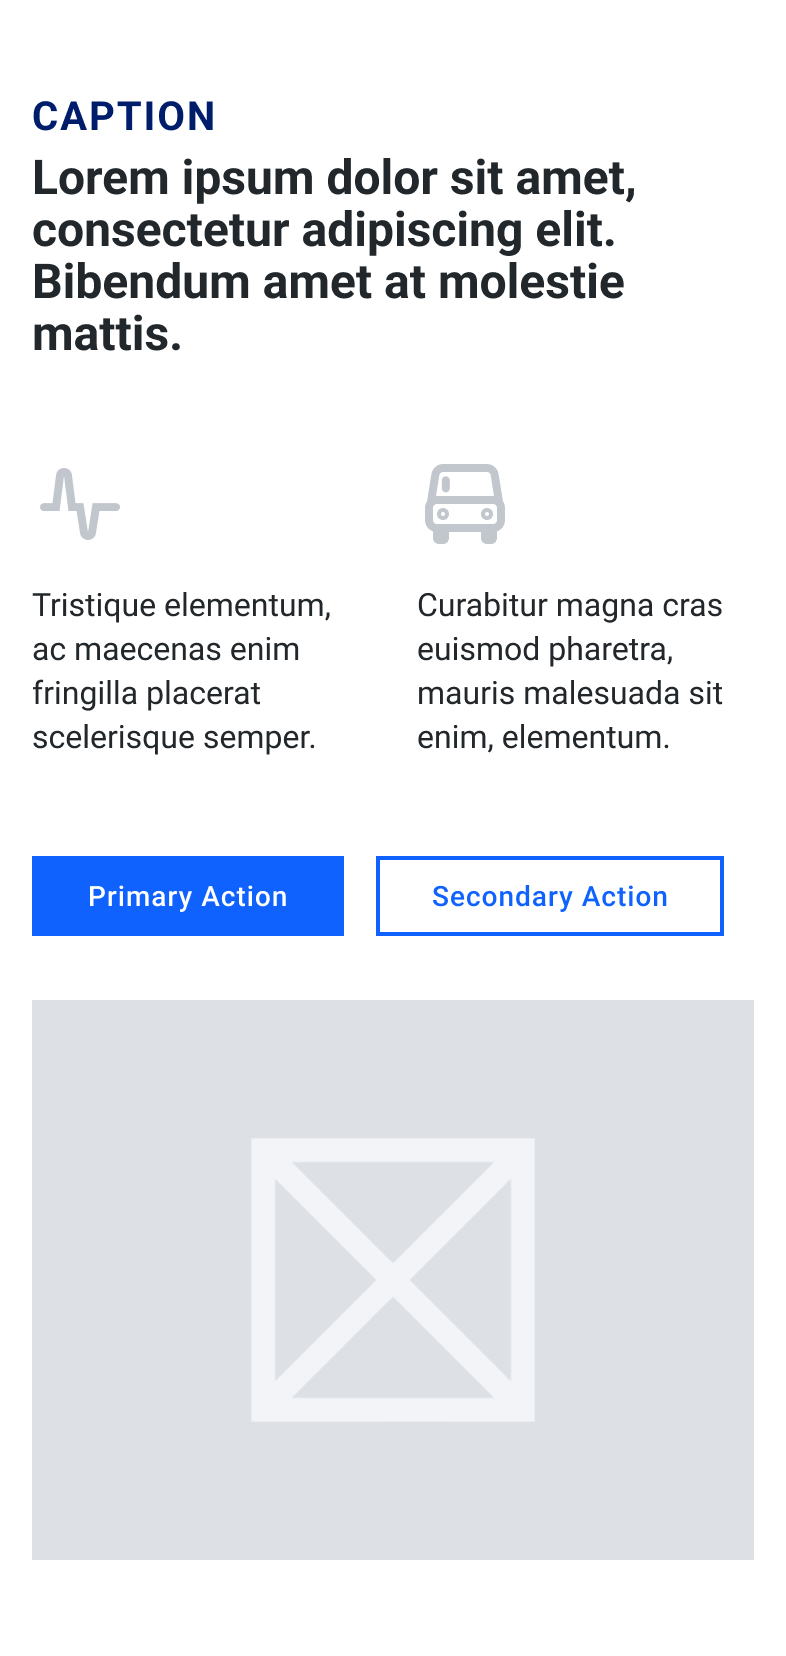 CAPTION
Lorem ipsum dolor sit amet,
consectetur adipiscing elit.
Bibendum amet at molestie
mattis.
Tristique elementum,
ac maecenas enim
fringilla placerat
scelerisque semper.
Curabitur magna cras
euismod pharetra,
mauris malesuada sit
enim, elementum.
Primary Action
Secondary Action